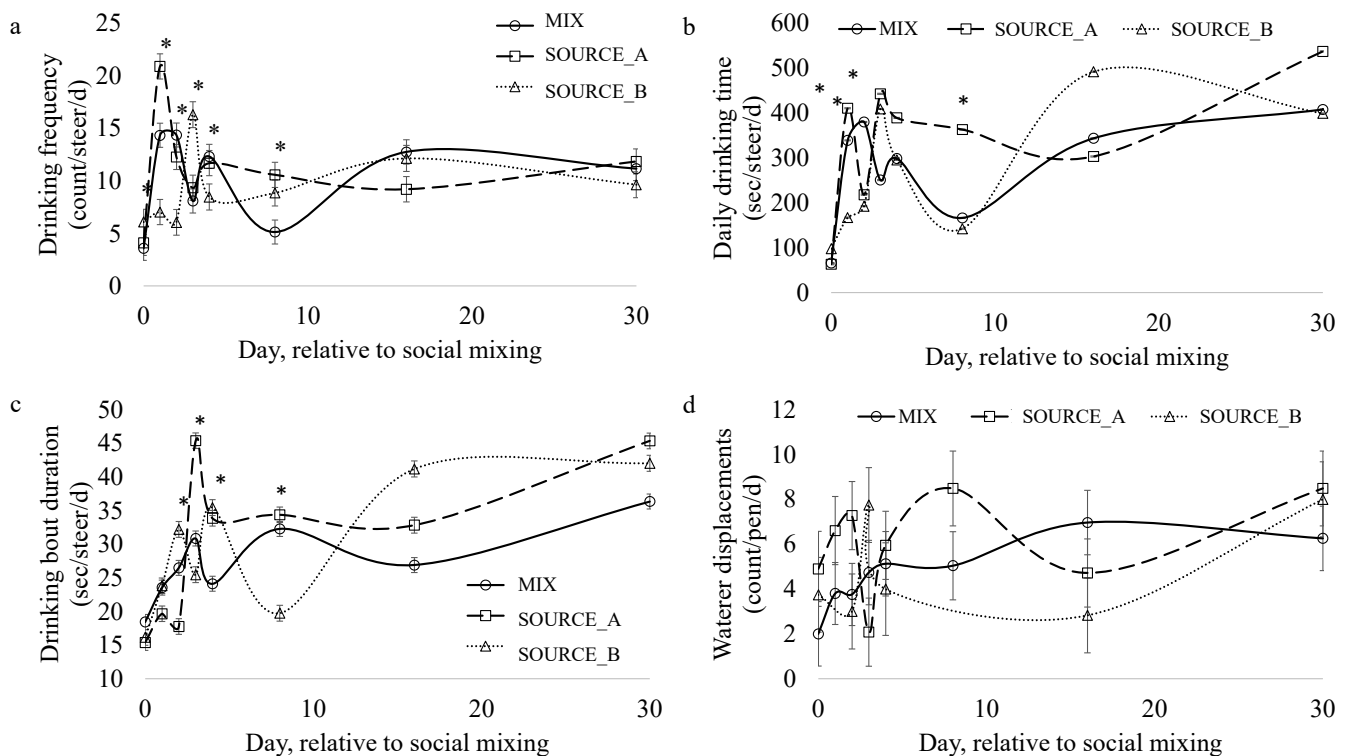 a
Drinking frequency
(count/steer/d)
25
20
15
10
5
0
0 10 20 30
Day, relative to social mixing
MIX
SOURCE_A
SOURCE_B
* * * * * *
b
Daily drinking time
(sec/steer/d)
600
500
400
300
200
100
0
0 10 20 30
Day, relative to social mixing
MIX SOURCE_A SOURCE_B
* * * *
c
Drinking bout duration
(sec/steer/d)
50
45
40
35
30
25
20
15
10
0 10 20 30
Day, relative to social mixing
MIX
SOURCE_A
SOURCE_B
* * * *
d
Waterer displacements
(count/pen/d)
12
10
8
6
4
2
0
0 10 20 30
Day, relative to social mixing
MIX SOURCE_A SOURCE_B